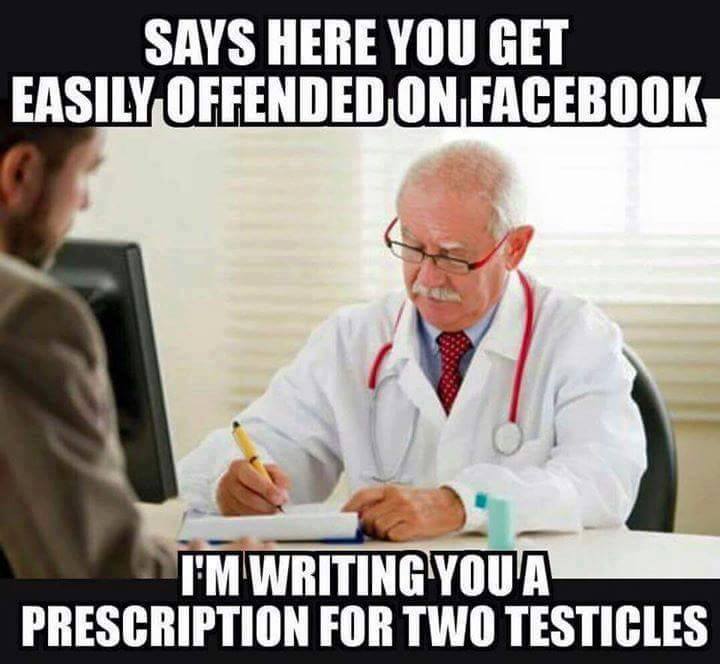 SAYS HERE YOU GET
EASILY OFFENDED ON FACEBOOK
I'M WRITING YOU A
PRESCRIPTION FOR TWO TESTICLES